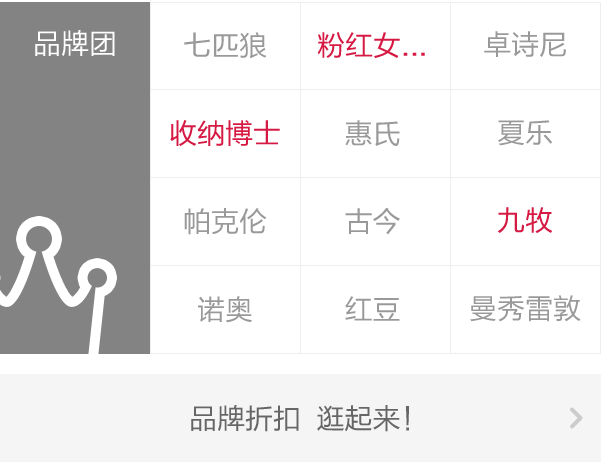 品牌团
七匹狼 粉红女... 卓诗尼
收纳博士 惠氏 夏乐
帕克伦 古今 九牧
诺奥 红豆 曼秀雷敦
品牌折扣 逛起来!